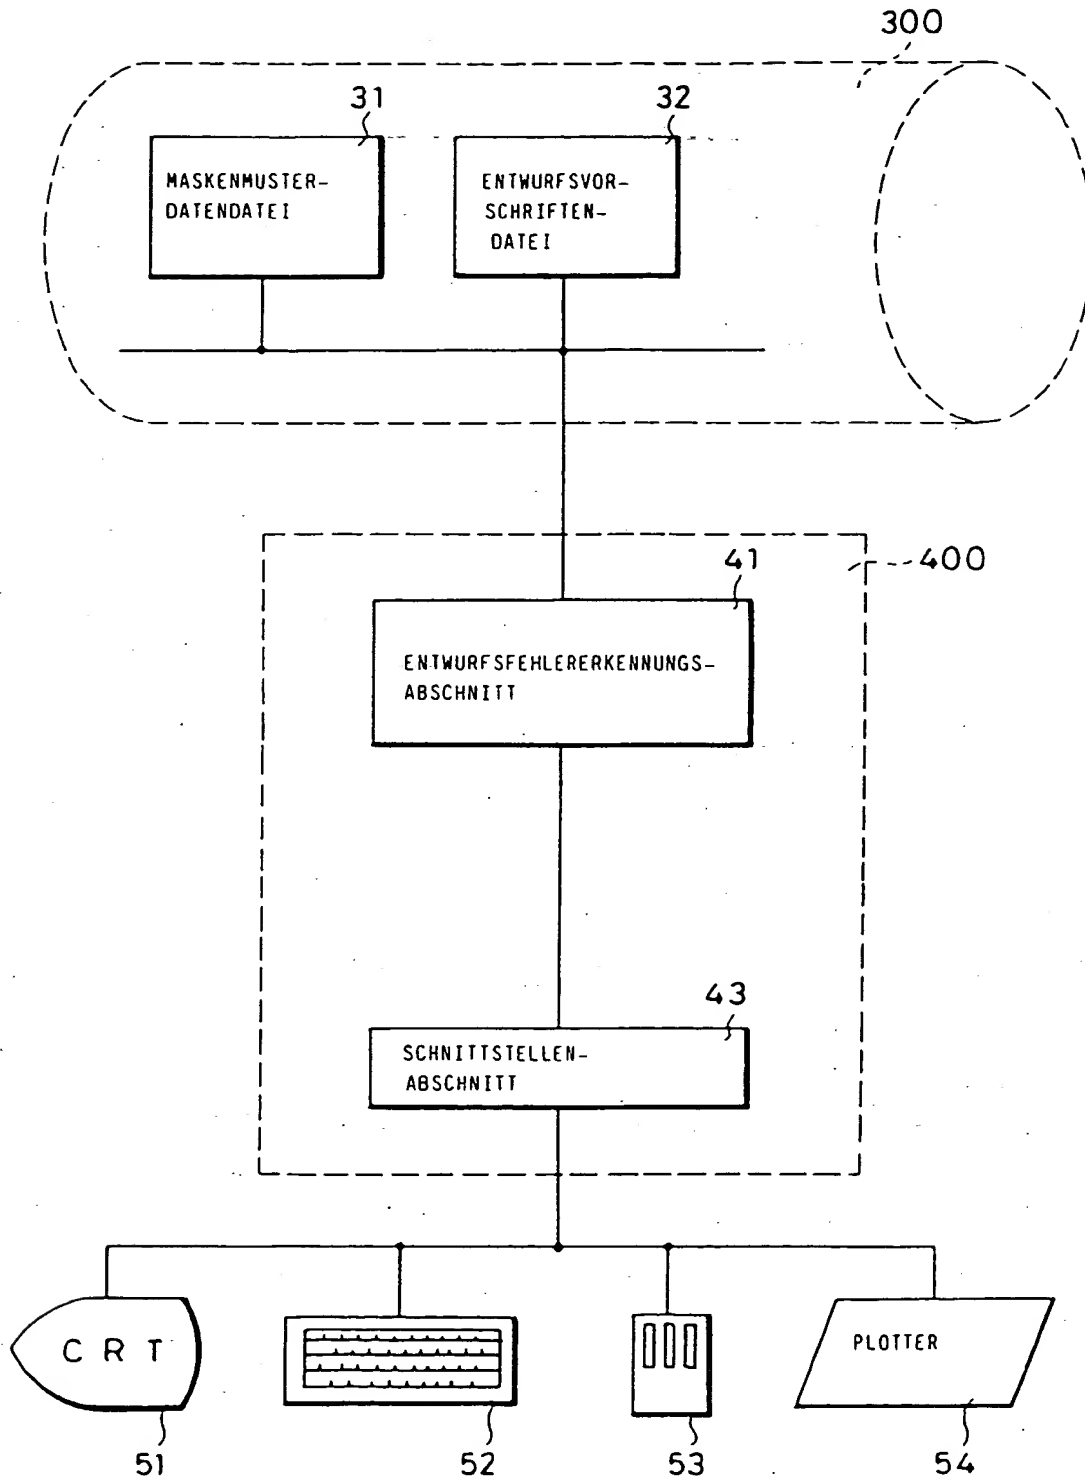 300
31
32
MASKENMUSTER-
DATENDATEI
ENTWURFSVOR-
SCHRIFTEN-
DATEI
400
41
ENTWURFSFEHLERERKENNUNGS-
ABSCHNITT
43
SCHNITTSTELLEN-
ABSCHNITT
CRT
PLOTTER
51
52
53
54